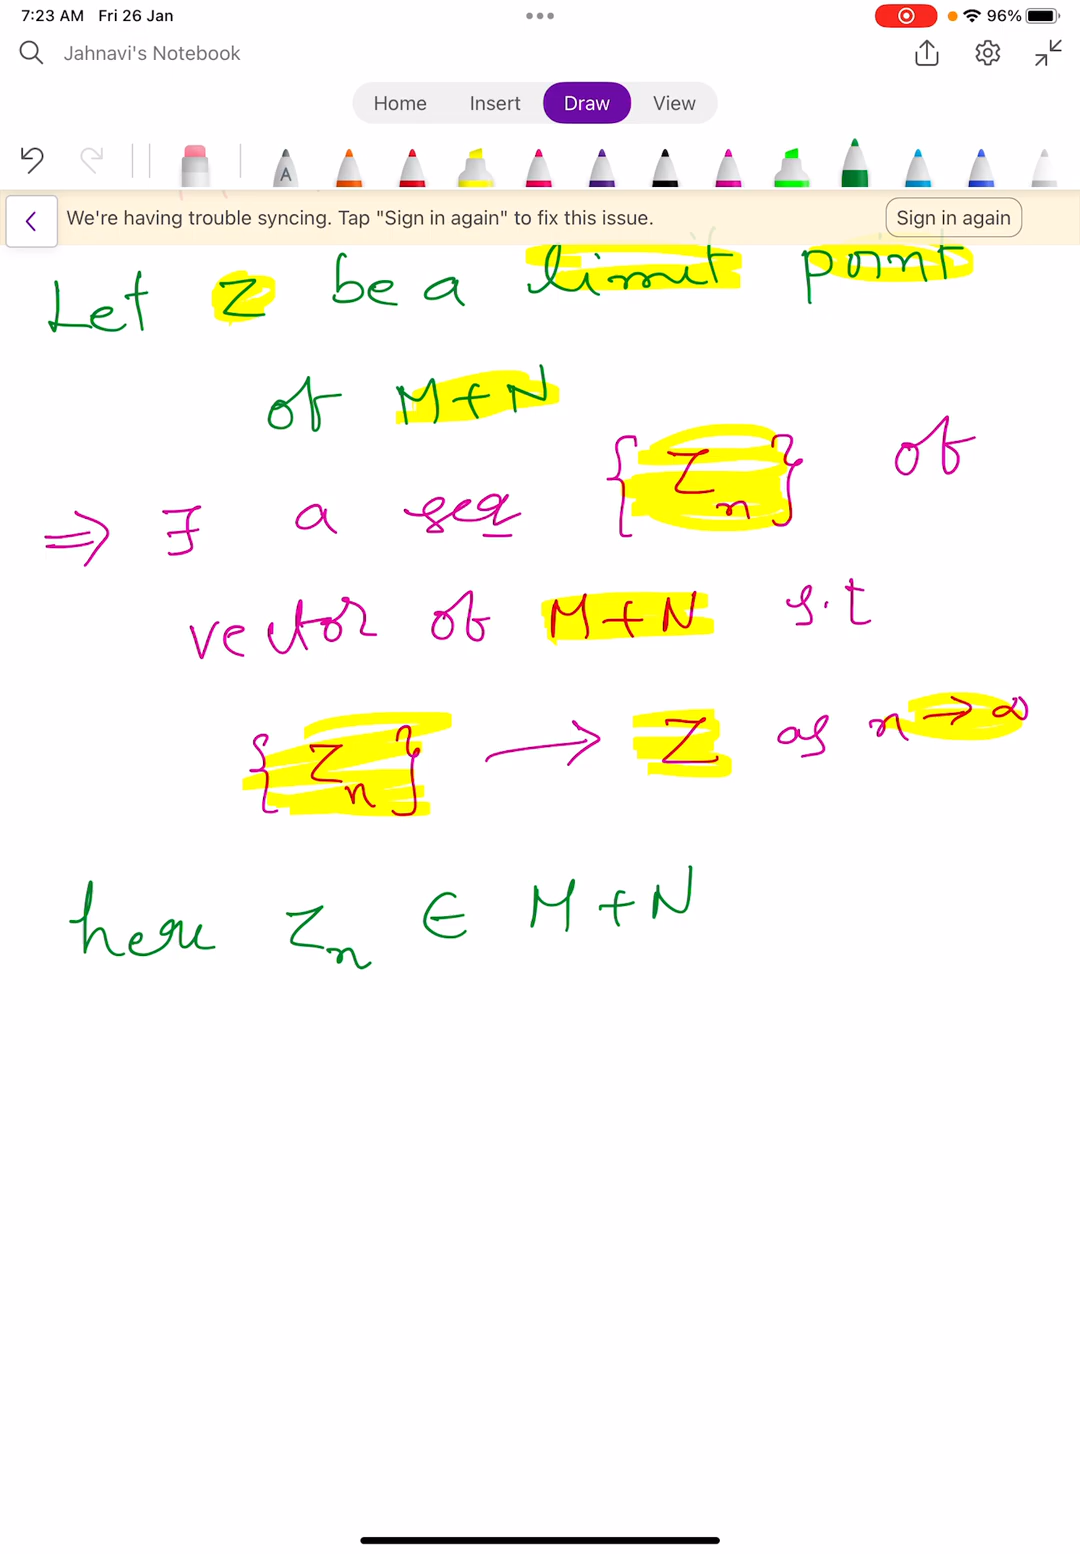 7:23 AM Fri 26 Jan 96%
Jahnavi's Notebook
Home Insert Draw View
A
We're having trouble syncing. Tap "Sign in again" to fix this issue. Sign in again
Let z be a limit point
of M + N
⇒ ∃ a seq {Zn} of
vector of M + N s.t
{Zn} → Z as n → ∞
here Zn ∈ M + N